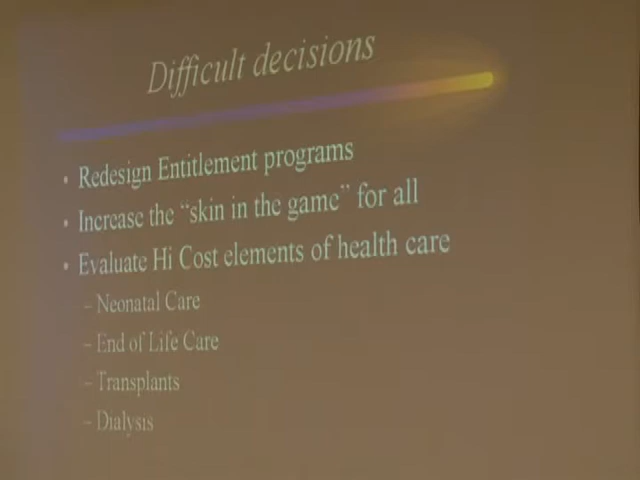 Difficult decisions
• Redesign Entitlement programs
• Increase the “skin in the game” for all
• Evaluate Hi Cost elements of health care
– Neonatal Care
– End of Life Care
– Transplants
– Dialysis